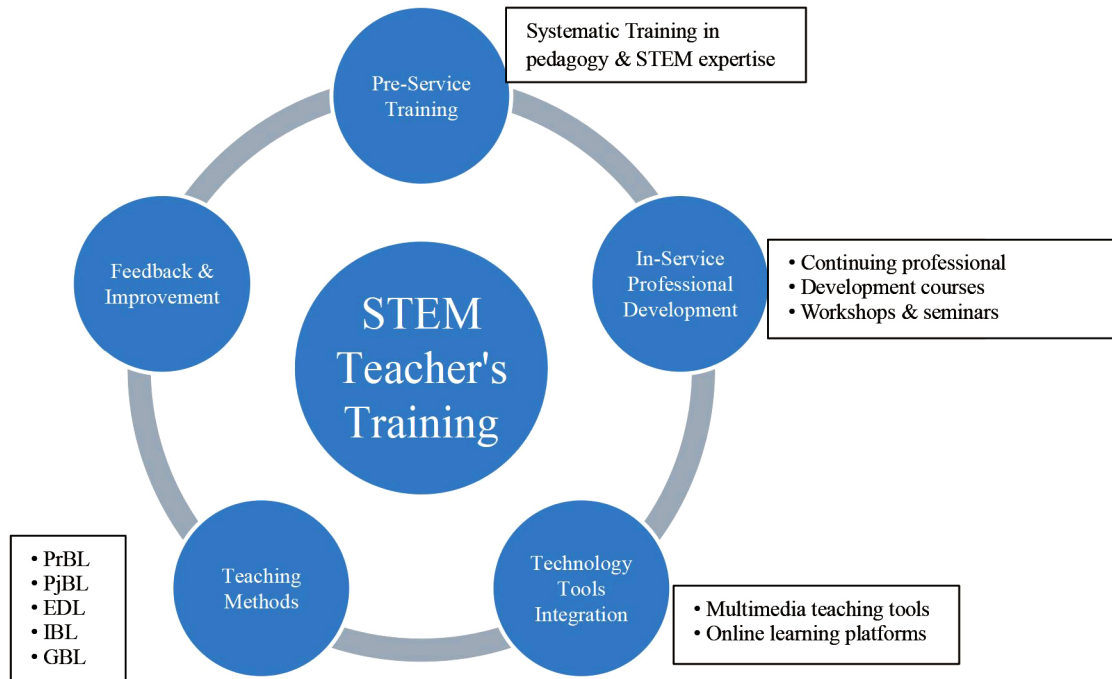 Systematic Training in
pedagogy & STEM expertise
Pre-Service
Training
In-Service
Professional
Development
• Continuing professional
• Development courses
• Workshops & seminars
Feedback &
Improvement
STEM
Teacher's
Training
Technology
Tools
Integration
• Multimedia teaching tools
• Online learning platforms
Teaching
Methods
• PrBL
• PjBL
• EDL
• IBL
• GBL